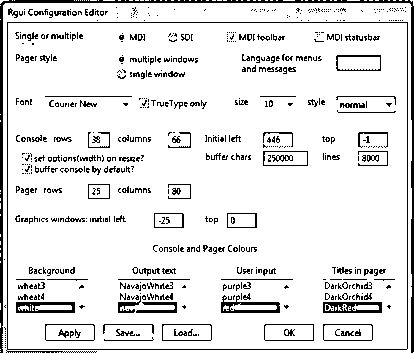 Rgui Configuration Editor
Single or multiple MDI SDI MDI toolbar MDI statusbar
Pager style multiple windows Language for menus
single window and messages
Font Courier New TrueType only size 10 style normal
Console rows 38 columns 66 Initial left 446 top -1
set options(width) on resize? buffer chars 250000 lines 8000
buffer console by default?
Pager rows 25 columns 80
Graphics windows: initial left -25 top 0
Console and Pager Colours
Background Output text User input Titles in pager
wheat3 NavajoWhite3 purple3 DarkOrchid3
wheat4 NavajoWhite4 purple4 DarkOrchid4
white navy red DarkRed
Apply Save... Load... OK Cancel